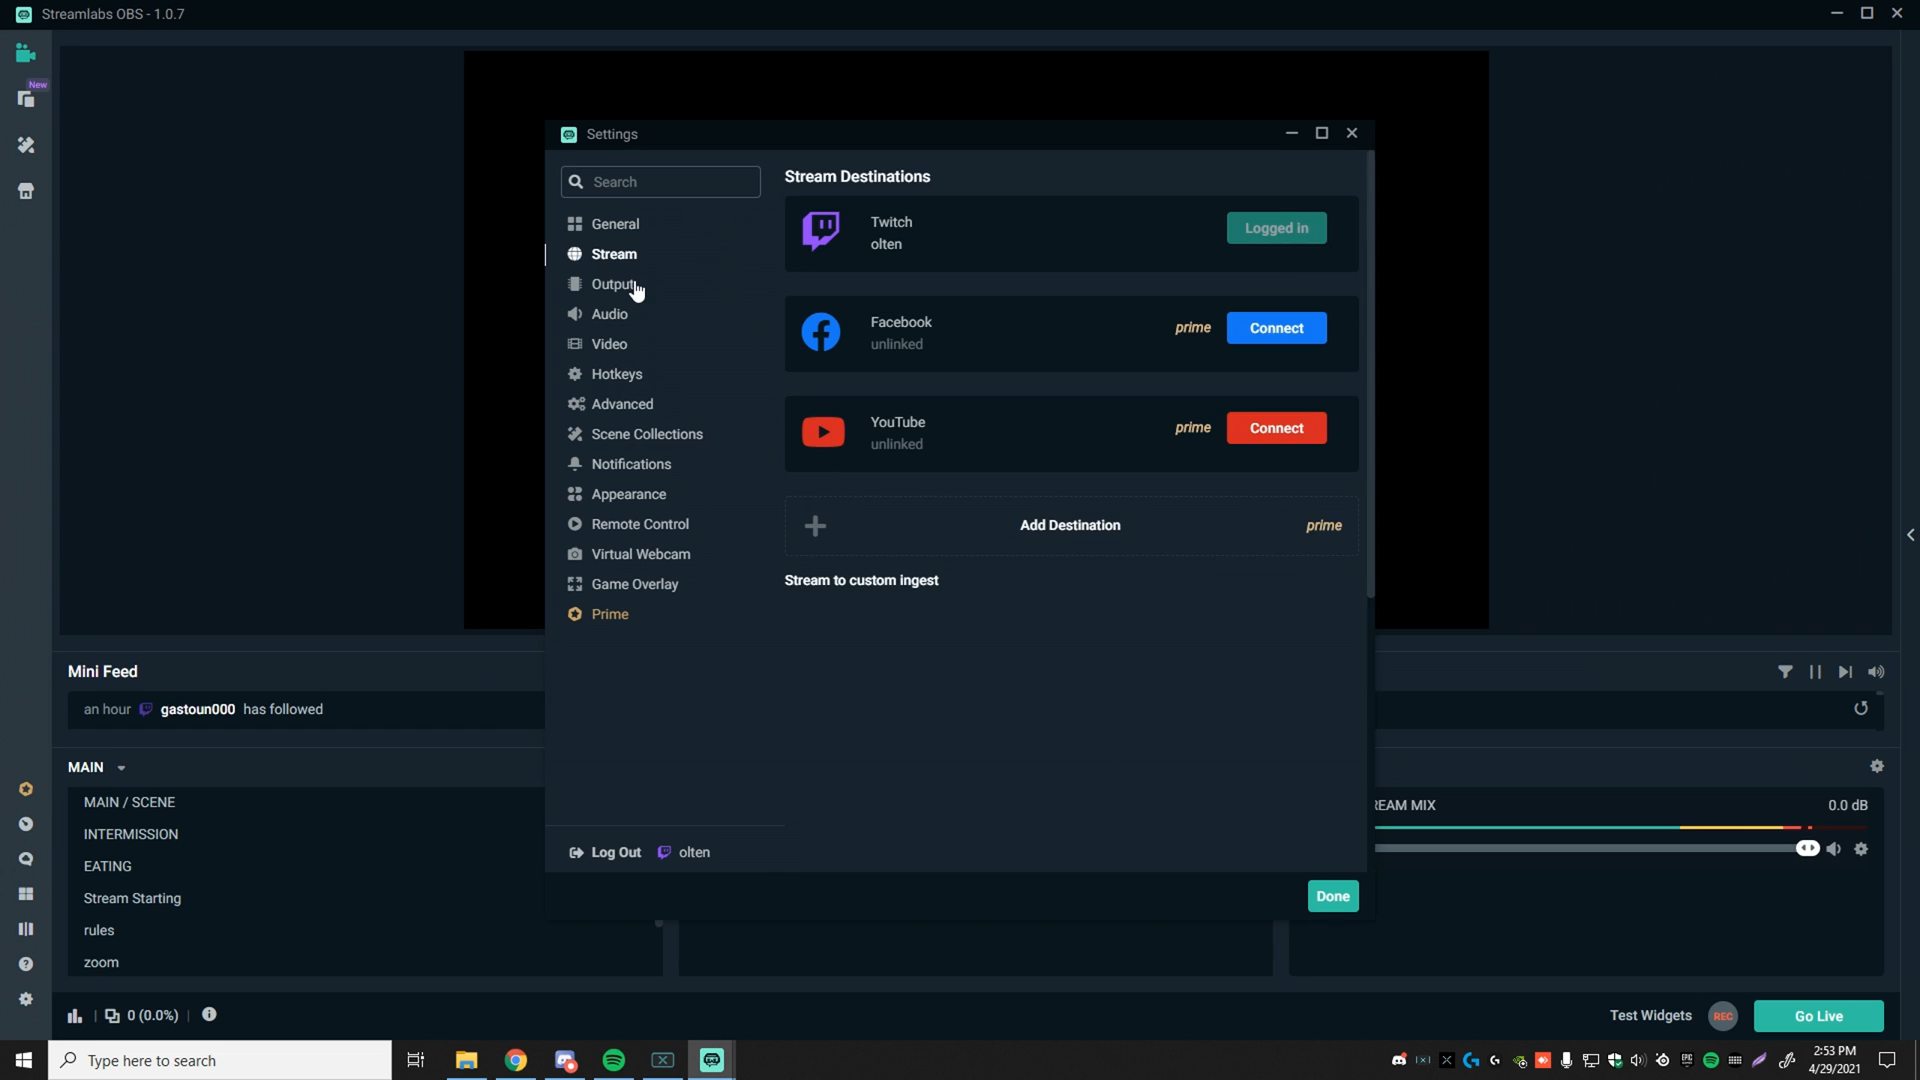 Streamlabs OBS - 1.0.7
New
Settings
Search
General
Stream
Output
Audio
Video
Hotkeys
Advanced
Scene Collections
Notifications
Appearance
Remote Control
Virtual Webcam
Game Overlay
Prime
Log Out olten
Stream Destinations
Twitch
olten
Logged in
Facebook
unlinked
prime Connect
YouTube
unlinked
prime Connect
Add Destination prime
Stream to custom ingest
Done
Mini Feed
an hour gastoun000 has followed
MAIN
MAIN / SCENE
INTERMISSION
EATING
Stream Starting
rules
zoom
REAM MIX 0.0 dB
0 (0.0%)
Test Widgets REC Go Live
Type here to search
2:53 PM
4/29/2021